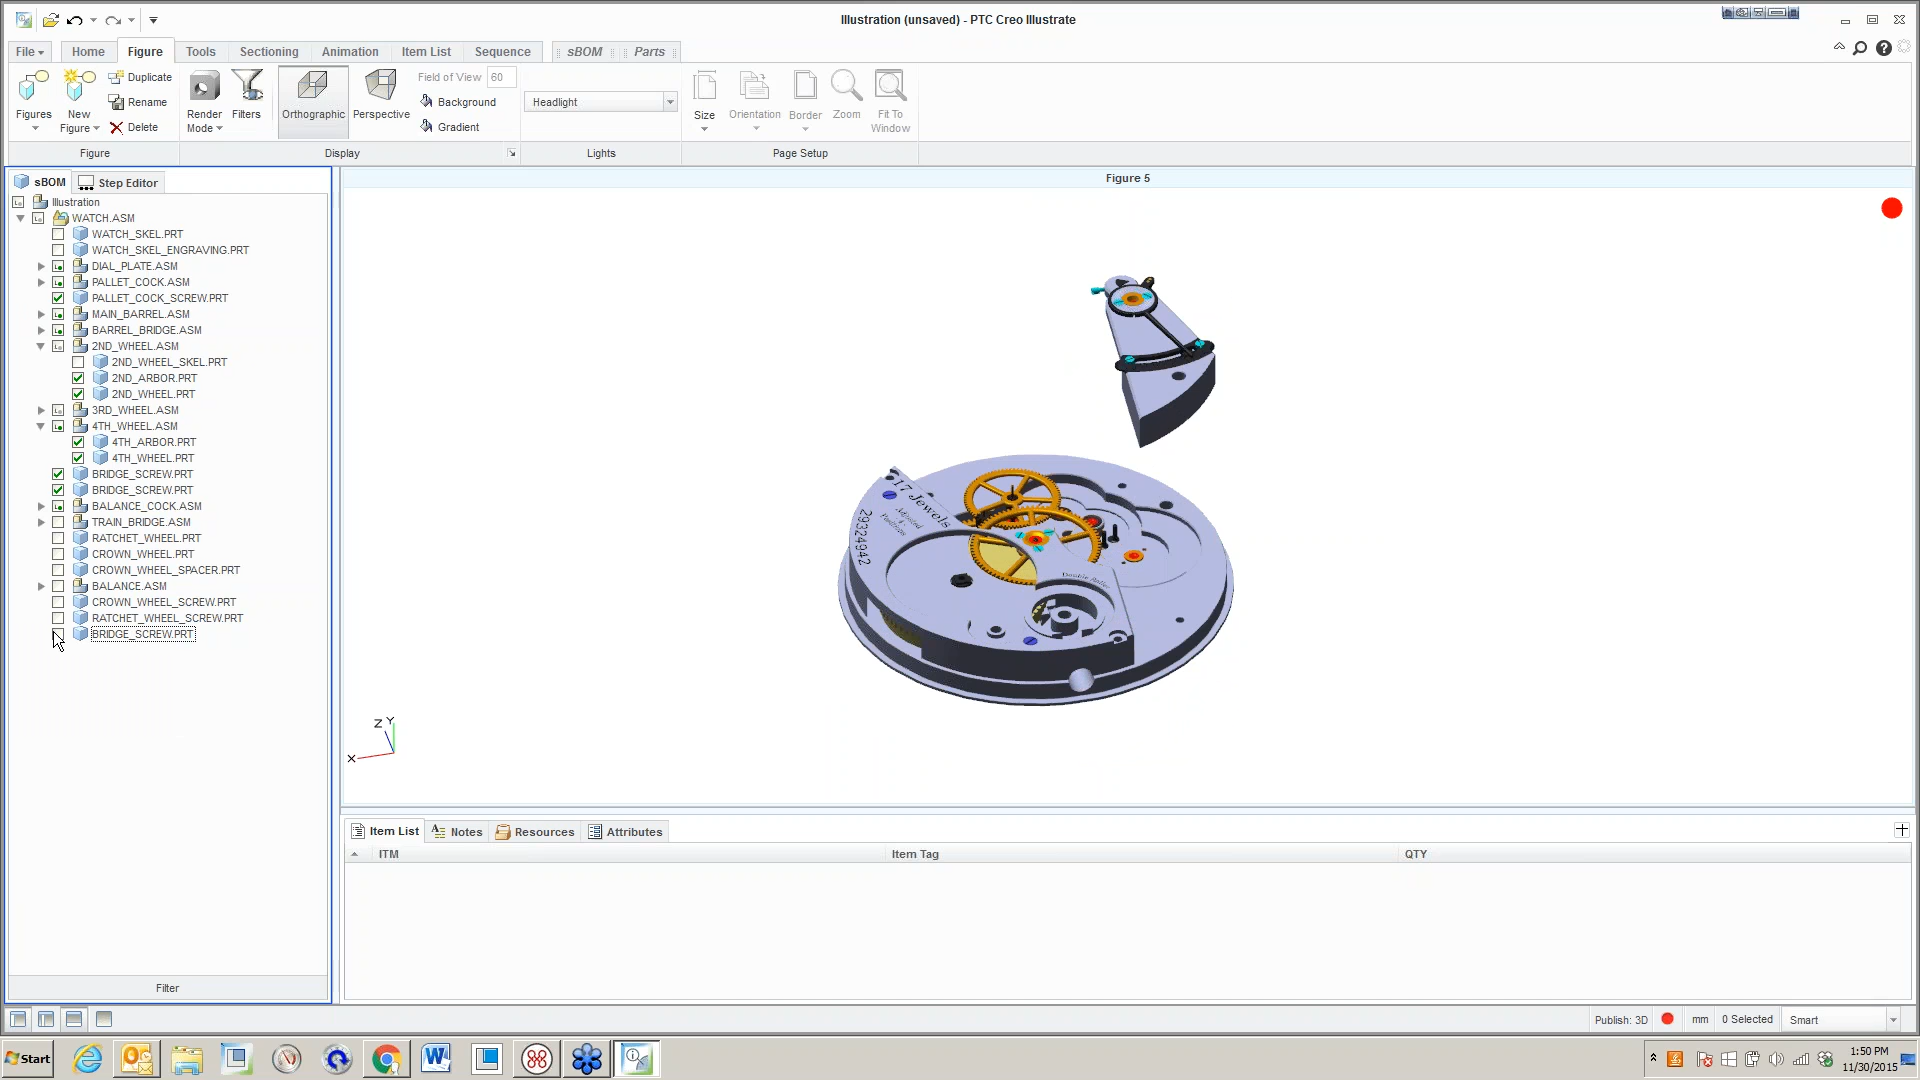 Illustration (unsaved) - PTC Creo Illustrate
File Home Figure Tools Sectioning Animation Item List Sequence sBOM Parts
Figures
New Figure
Duplicate
Rename
Delete
Render Mode
Filters
Orthographic
Perspective
Field of View 60
Background
Gradient
Headlight
Size
Orientation
Border
Zoom
Fit To Window
Figure Display Lights Page Setup
sBOM Step Editor
Figure 5
Illustration
WATCH.ASM
WATCH_SKEL.PRT
WATCH_SKEL_ENGRAVING.PRT
DIAL_PLATE.ASM
PALLET_COCK.ASM
PALLET_COCK_SCREW.PRT
MAIN_BARREL.ASM
BARREL_BRIDGE.ASM
2ND_WHEEL.ASM
2ND_WHEEL_SKEL.PRT
2ND_ARBOR.PRT
2ND_WHEEL.PRT
3RD_WHEEL.ASM
4TH_WHEEL.ASM
4TH_ARBOR.PRT
4TH_WHEEL.PRT
BRIDGE_SCREW.PRT
BRIDGE_SCREW.PRT
BALANCE_COCK.ASM
TRAIN_BRIDGE.ASM
RATCHET_WHEEL.PRT
CROWN_WHEEL.PRT
CROWN_WHEEL_SPACER.PRT
BALANCE.ASM
CROWN_WHEEL_SCREW.PRT
RATCHET_WHEEL_SCREW.PRT
BRIDGE_SCREW.PRT
Filter
17 Jewels
Adjusted
Positions
29324942
Double Roller
Z Y
X
Item List Notes Resources Attributes
ITM Item Tag QTY
Publish: 3D mm 0 Selected Smart
Start
1:50 PM
11/30/2015